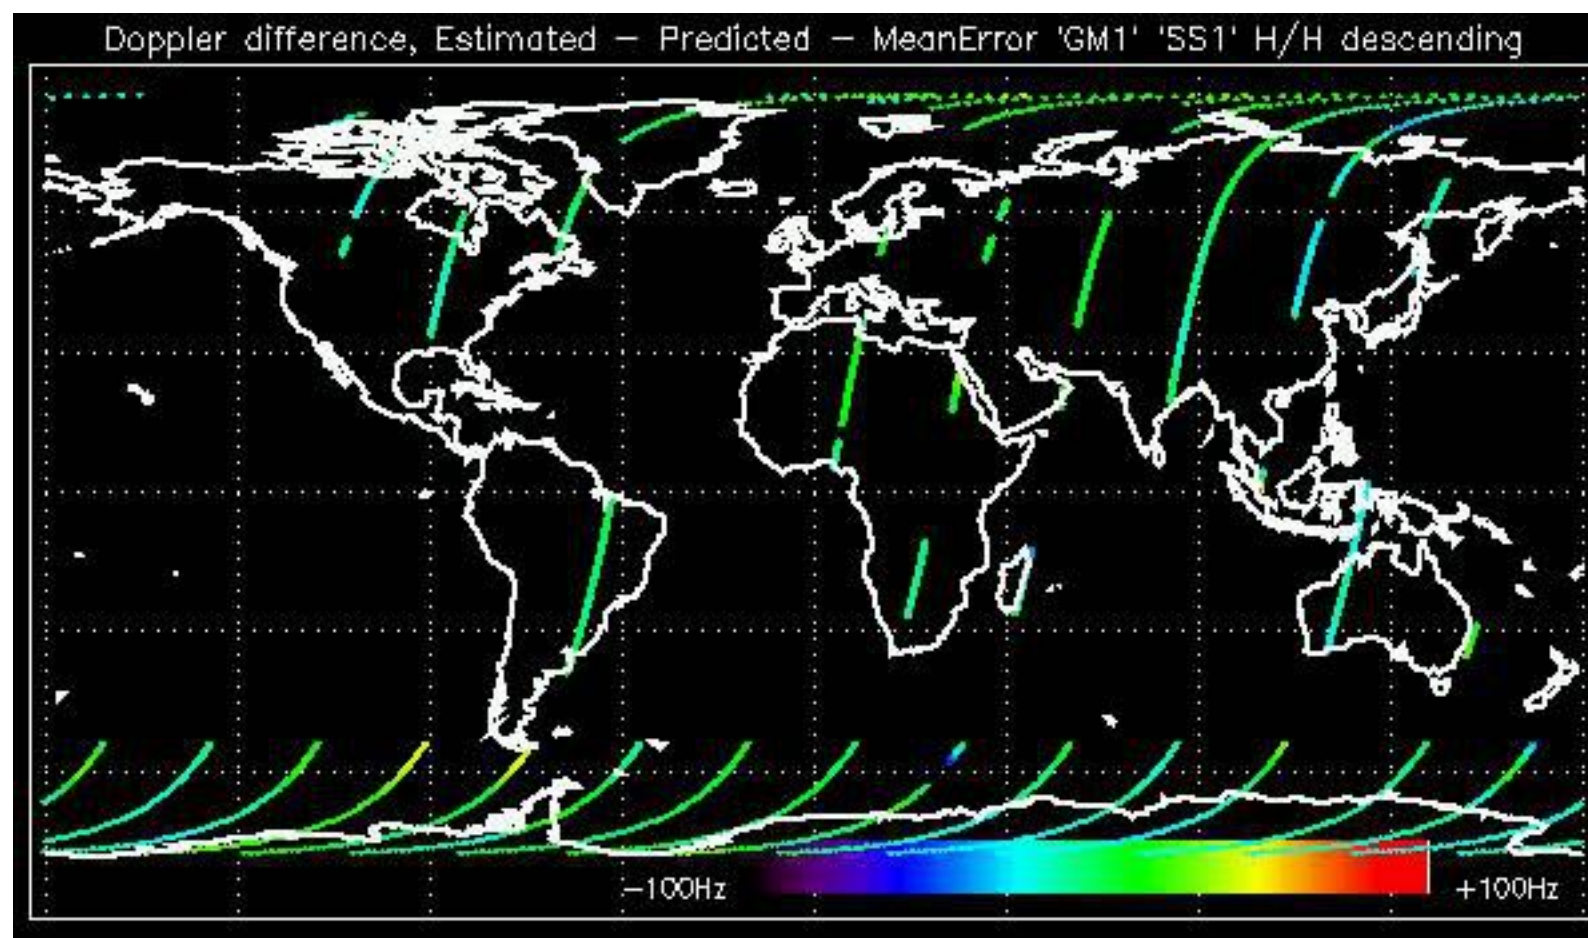 Doppler difference, Estimated – Predicted – MeanError 'GM1' 'SS1' H/H descending
−100Hz
+100Hz